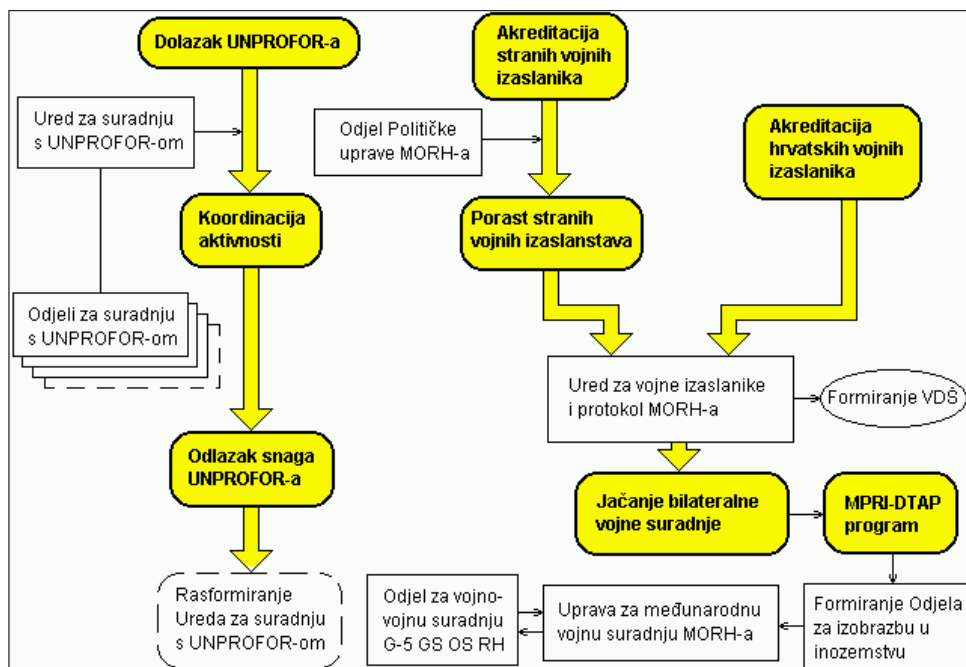 Dolazak UNPROFOR-a
Ured za suradnju
s UNPROFOR-om
Koordinacija
aktivnosti
Odjeli za suradnju
s UNPROFOR-om
Odlazak snaga
UNPROFOR-a
Rasformiranje
Ureda za suradnju
s UNPROFOR-om
Akreditacija
stranih vojnih
izaslanika
Odjel Političke
uprave MORH-a
Porast stranih
vojnih izaslanstava
Akreditacija
hrvatskih vojnih
izaslanika
Ured za vojne izaslanike
i protokol MORH-a
Formiranje VDŠ
Jačanje bilateralne
vojne suradnje
MPRI-DTAP
program
Formiranje Odjela
za izobrazbu u
inozemstvu
Uprava za međunarodnu
vojnu suradnju MORH-a
Odjel za vojno-
vojnu suradnju
G-5 GS OS RH